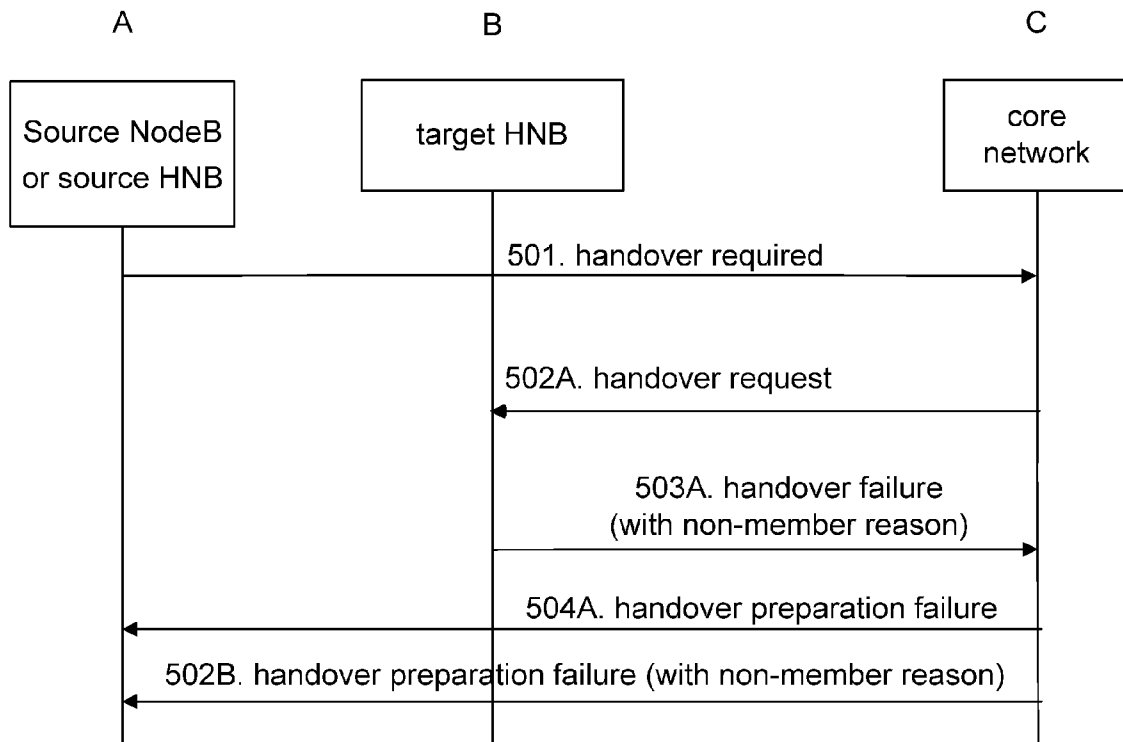 A
B
C
Source NodeB
or source HNB
target HNB
core
network
501. handover required
502A. handover request
503A. handover failure
(with non-member reason)
504A. handover preparation failure
502B. handover preparation failure (with non-member reason)